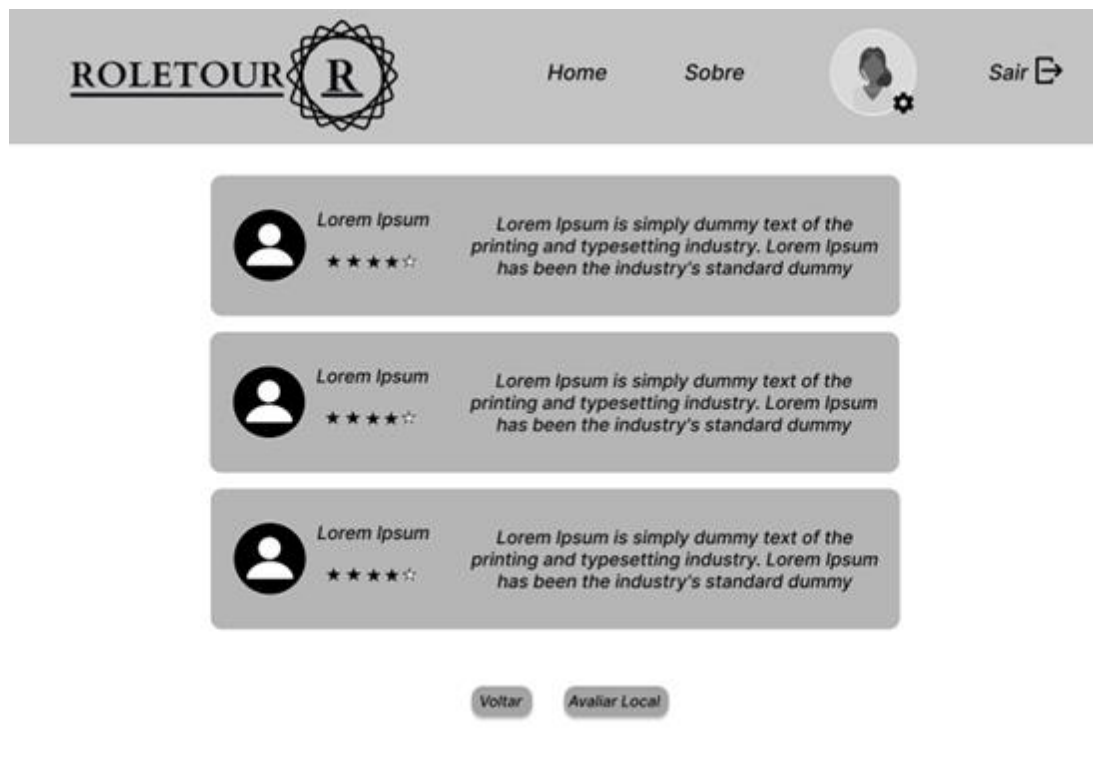 ROLETOUR R
Home
Sobre
Sair
Lorem Ipsum
★★★★☆
Lorem Ipsum is simply dummy text of the
printing and typesetting industry. Lorem Ipsum
has been the industry's standard dummy
Lorem Ipsum
★★★★☆
Lorem Ipsum is simply dummy text of the
printing and typesetting industry. Lorem Ipsum
has been the industry's standard dummy
Lorem Ipsum
★★★★☆
Lorem Ipsum is simply dummy text of the
printing and typesetting industry. Lorem Ipsum
has been the industry's standard dummy
Voltar
Avaliar Local